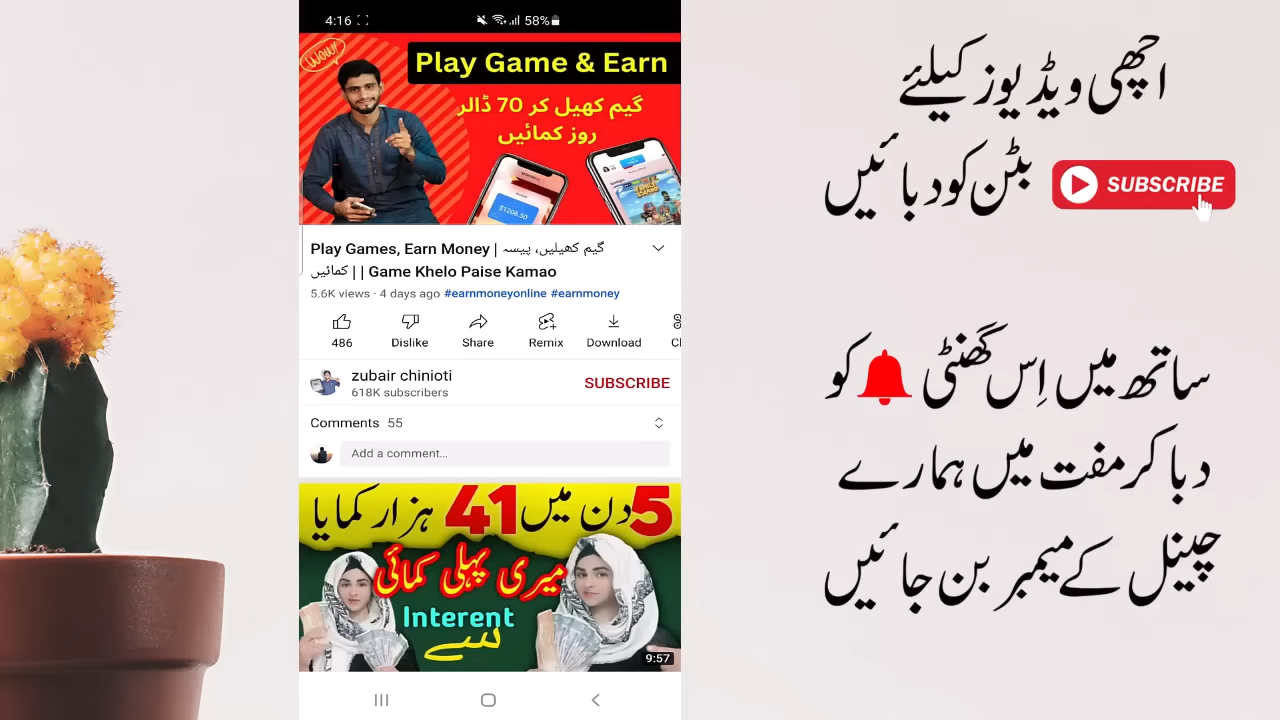 4:16
58%
Wow!
Play Game & Earn
گیم کھیل کر 70 ڈالر
روز کمائیں
$1206.50
Play Games, Earn Money | گیم کھیلیں، پیسہ
کمائیں | | Game Khelo Paise Kamao
5.6K views · 4 days ago #earnmoneyonline #earnmoney
486
Dislike
Share
Remix
Download
zubair chinioti
618K subscribers
SUBSCRIBE
Comments 55
Add a comment...
5 دن میں 41 ہزار کمایا
میری پہلی کمائی
Interent
سے
9:57
اچھی ویڈیوز کیلئے
SUBSCRIBE بٹن کو دبائیں
ساتھ میں اِس گھنٹی کو
دبا کر مفت میں ہمارے
چینل کے میمبر بن جائیں